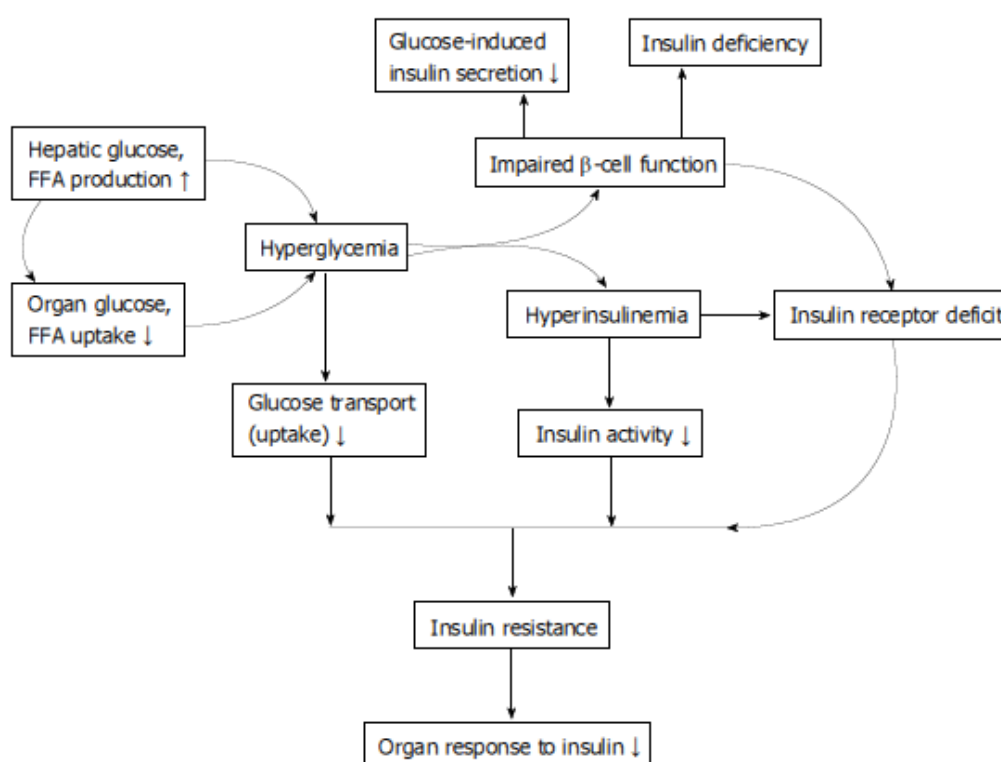 Glucose-induced
insulin secretion ↓
Insulin deficiency
Hepatic glucose,
FFA production ↑
Impaired β-cell function
Hyperglycemia
Organ glucose,
FFA uptake ↓
Hyperinsulinemia
Insulin receptor deficit
Glucose transport
(uptake) ↓
Insulin activity ↓
Insulin resistance
Organ response to insulin ↓